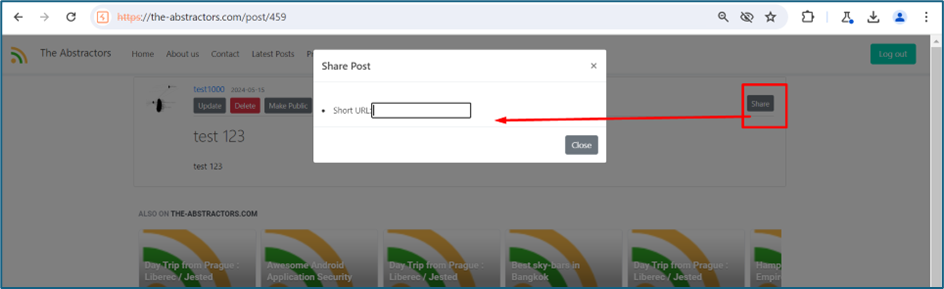 https://the-abstractors.com/post/459
The Abstractors Home About us Contact Latest Posts Log out
Share Post ×
test1000 2024-05-15
Update Delete Make Public Share
• Short URL:
test 123
Close
test 123
ALSO ON THE-ABSTRACTORS.COM
Day Trip from Prague : Awesome Android Day Trip from Prague : Best sky-bars in Day Trip from Prague :
Liberec / Jested Application Security Liberec / Jested Bangkok Liberec / Jested